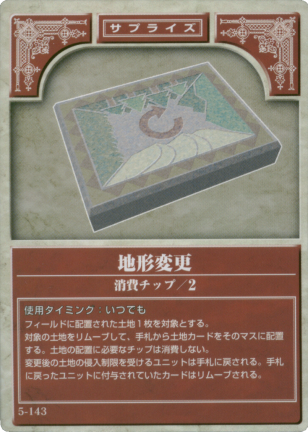 サプライズ
地形変更
消費チップ／2
使用タイミング：いつでも
フィールドに配置された土地1枚を対象とする。
対象の土地をリムーブして、手札から土地カードをそのマスに配置
する。土地の配置に必要なチップは消費しない。
変更後の土地の侵入制限を受けるユニットは手札に戻される。手札
に戻ったユニットに付与されていたカードはリムーブされる。
5-143